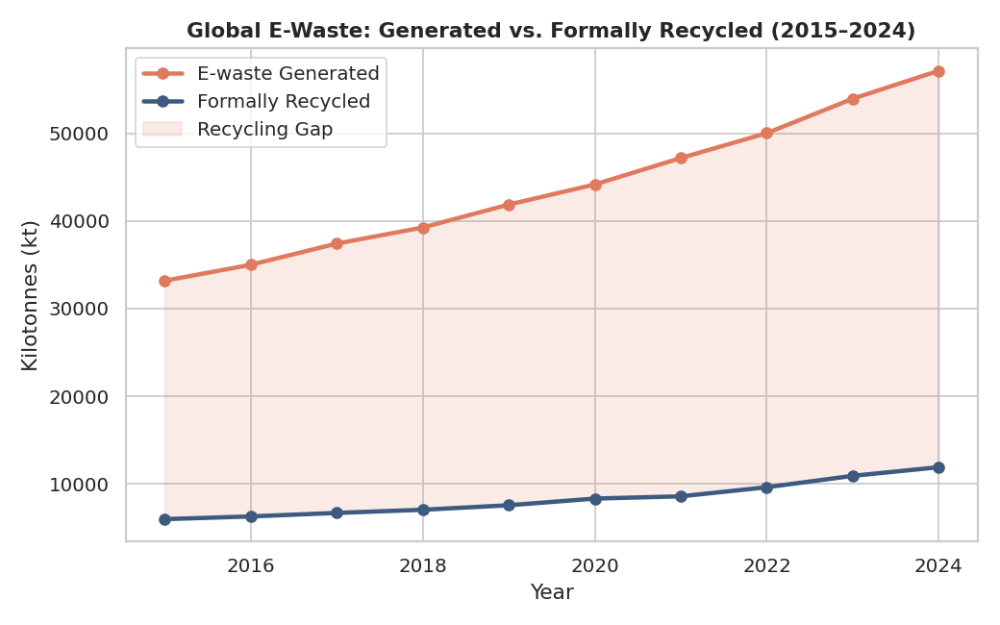 Global E-Waste: Generated vs. Formally Recycled (2015–2024)
E-waste Generated
Formally Recycled
Recycling Gap
Kilotonnes (kt)
50000
40000
30000
20000
10000
2016 2018 2020 2022 2024
Year